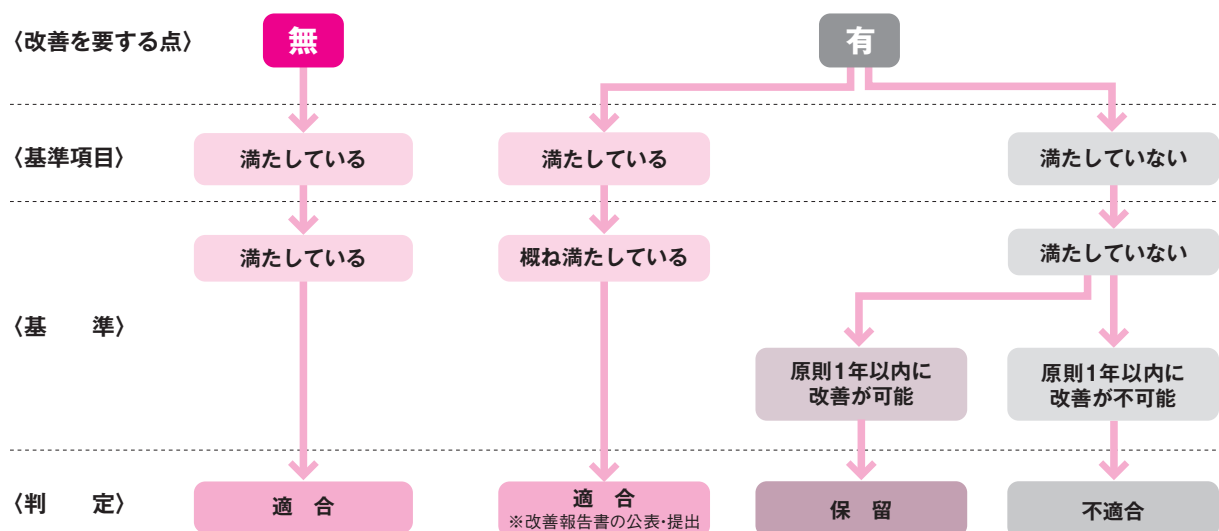 〈改善を要する点〉 無 有
〈基準項目〉 満たしている 満たしている 満たしていない
満たしている 概ね満たしている 満たしていない
〈基　　準〉
原則1年以内に 原則1年以内に
改善が可能 改善が不可能
〈判　　定〉 適　合 適　合 保　留 不適合
※改善報告書の公表・提出